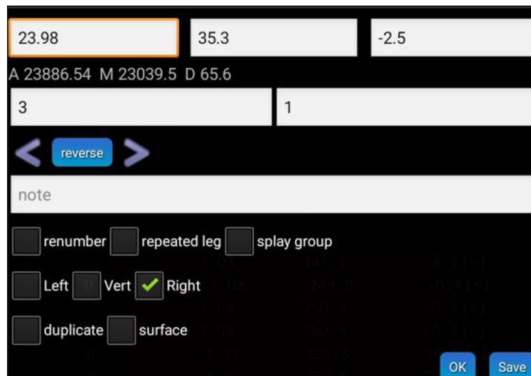 23.98 35.3 -2.5
A 23886.54 M 23039.5 D 65.6
3 1
reverse
note
renumber repeated leg splay group
Left Vert Right
duplicate surface
OK Save